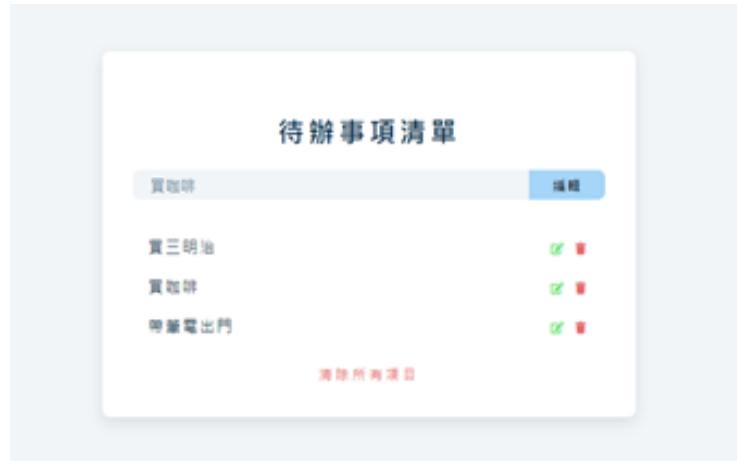 待辦事項清單
買咖啡
編輯
買三明治
買咖啡
帶筆電出門
清除所有項目